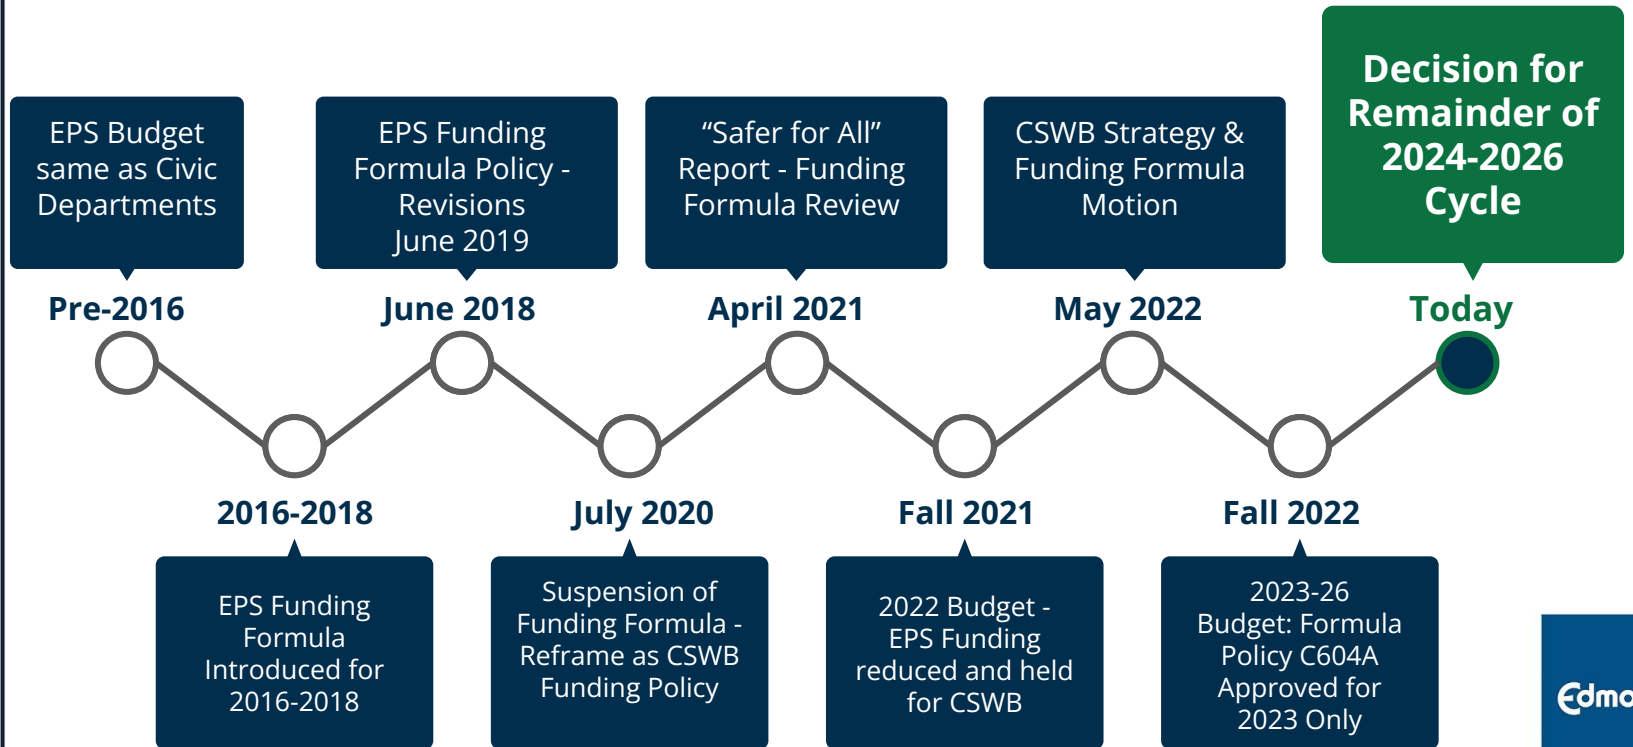 Decision for
Remainder of
2024-2026
Cycle
EPS Budget
same as Civic
Departments
EPS Funding
Formula Policy -
Revisions
June 2019
“Safer for All”
Report - Funding
Formula Review
CSWB Strategy &
Funding Formula
Motion
Pre-2016
June 2018
April 2021
May 2022
Today
2016-2018
July 2020
Fall 2021
Fall 2022
EPS Funding
Formula
Introduced for
2016-2018
Suspension of
Funding Formula -
Reframe as CSWB
Funding Policy
2022 Budget -
EPS Funding
reduced and held
for CSWB
2023-26
Budget: Formula
Policy C604A
Approved for
2023 Only